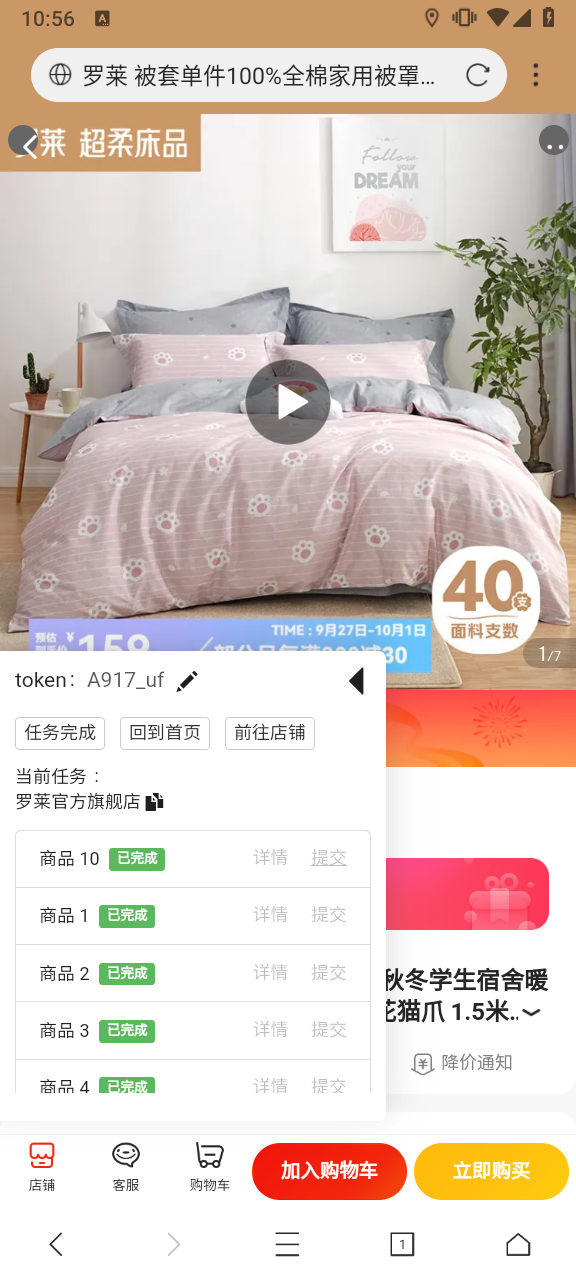 10:56
罗莱 被套单件100%全棉家用被罩…
莱 超柔床品
Follow
your
DREAM
40支
面料支数
TIME：9月27日-10月1日
预估
到手价 ¥159
1/7
token： A917_uf
任务完成 回到首页 前往店铺
当前任务：
罗莱官方旗舰店
商品 10 已完成 详情 提交
商品 1 已完成 详情 提交
商品 2 已完成 详情 提交
商品 3 已完成 详情 提交
商品 4 已完成 详情 提交
秋冬学生宿舍暖
花猫爪 1.5米..
降价通知
店铺 客服 购物车 加入购物车 立即购买
1